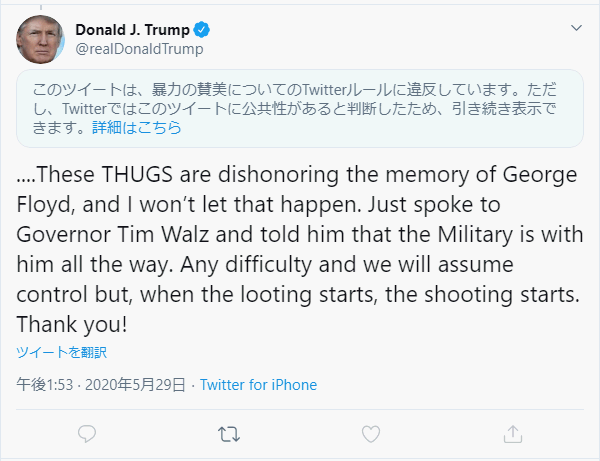 Donald J. Trump
@realDonaldTrump
このツイートは、暴力の賛美についてのTwitterルールに違反しています。ただ
し、Twitterではこのツイートに公共性があると判断したため、引き続き表示で
きます。詳細はこちら
....These THUGS are dishonoring the memory of George
Floyd, and I won’t let that happen. Just spoke to
Governor Tim Walz and told him that the Military is with
him all the way. Any difficulty and we will assume
control but, when the looting starts, the shooting starts.
Thank you!
ツイートを翻訳
午後1:53 · 2020年5月29日 · Twitter for iPhone